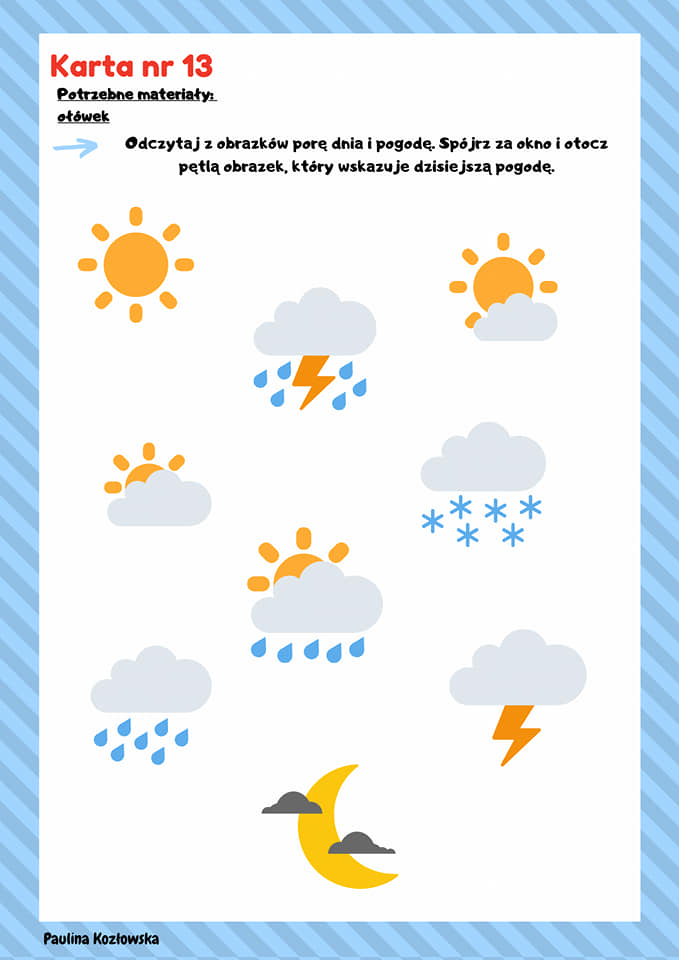 Karta nr 13
Potrzebne materiały:
ołówek
Odczytaj z obrazków porę dnia i pogodę. Spójrz za okno i otocz
pętlą obrazek, który wskazuje dzisiejszą pogodę.
Paulina Kozłowska